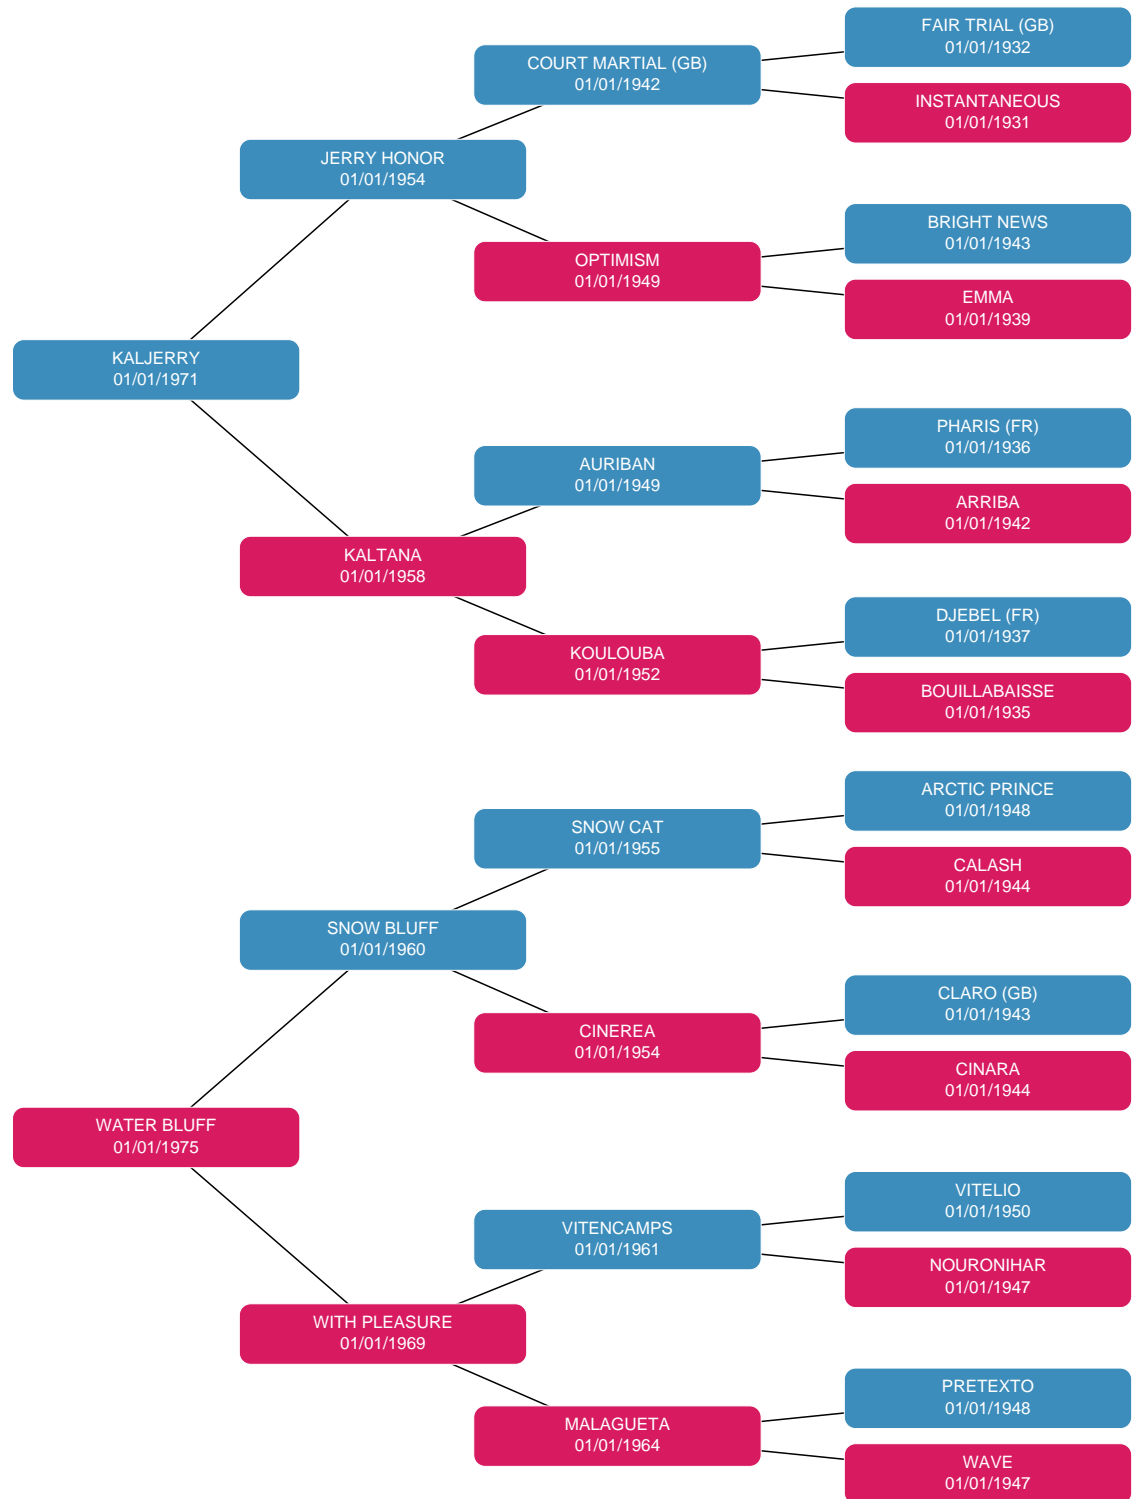 FAIR TRIAL (GB)
01/01/1932
COURT MARTIAL (GB)
01/01/1942
INSTANTANEOUS
01/01/1931
JERRY HONOR
01/01/1954
BRIGHT NEWS
01/01/1943
OPTIMISM
01/01/1949
EMMA
01/01/1939
KALJERRY
01/01/1971
PHARIS (FR)
01/01/1936
AURIBAN
01/01/1949
ARRIBA
01/01/1942
KALTANA
01/01/1958
DJEBEL (FR)
01/01/1937
KOULOUBA
01/01/1952
BOUILLABAISSE
01/01/1935
ARCTIC PRINCE
01/01/1948
SNOW CAT
01/01/1955
CALASH
01/01/1944
SNOW BLUFF
01/01/1960
CLARO (GB)
01/01/1943
CINEREA
01/01/1954
CINARA
01/01/1944
WATER BLUFF
01/01/1975
VITELIO
01/01/1950
VITENCAMPS
01/01/1961
NOURONIHAR
01/01/1947
WITH PLEASURE
01/01/1969
PRETEXTO
01/01/1948
MALAGUETA
01/01/1964
WAVE
01/01/1947